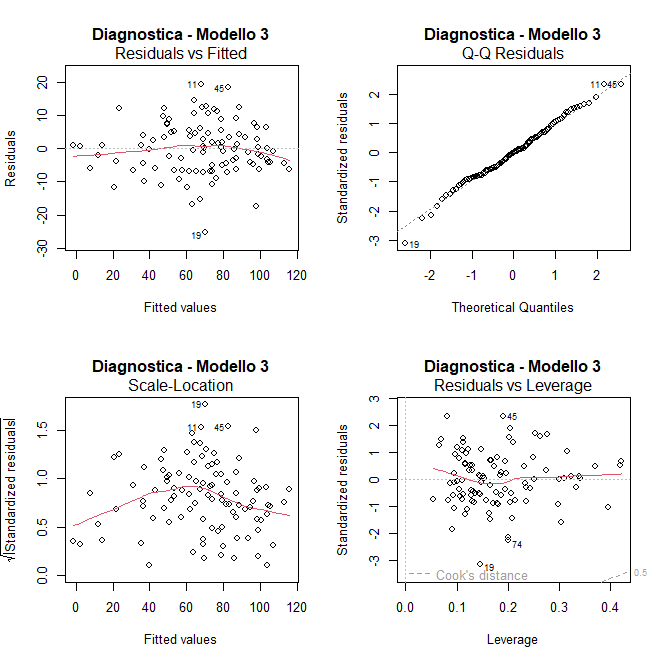 Diagnostica - Modello 3
Residuals vs Fitted
Residuals
20
10
0
-10
-20
-30
11
45
19
0 20 40 60 80 100 120
Fitted values
Diagnostica - Modello 3
Q-Q Residuals
Standardized residuals
2
1
0
-1
-2
-3
11
45
19
-2 -1 0 1 2
Theoretical Quantiles
Diagnostica - Modello 3
Scale-Location
√|Standardized residuals|
1.5
1.0
0.5
0.0
19
11
45
0 20 40 60 80 100 120
Fitted values
Diagnostica - Modello 3
Residuals vs Leverage
Standardized residuals
3
2
1
0
-1
-2
-3
45
74
19
Cook's distance
0.5
0.0 0.1 0.2 0.3 0.4
Leverage